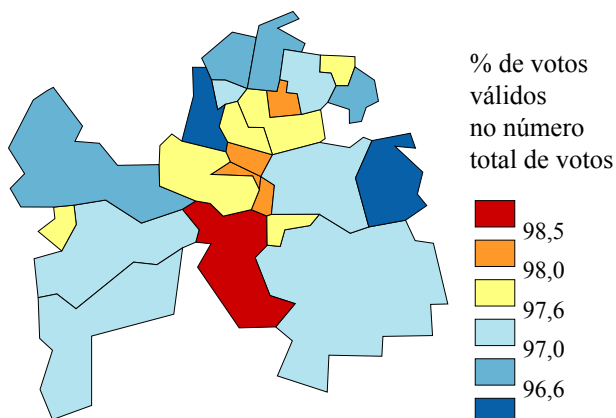 % de votos
válidos
no número
total de votos
98,5
98,0
97,6
97,0
96,6